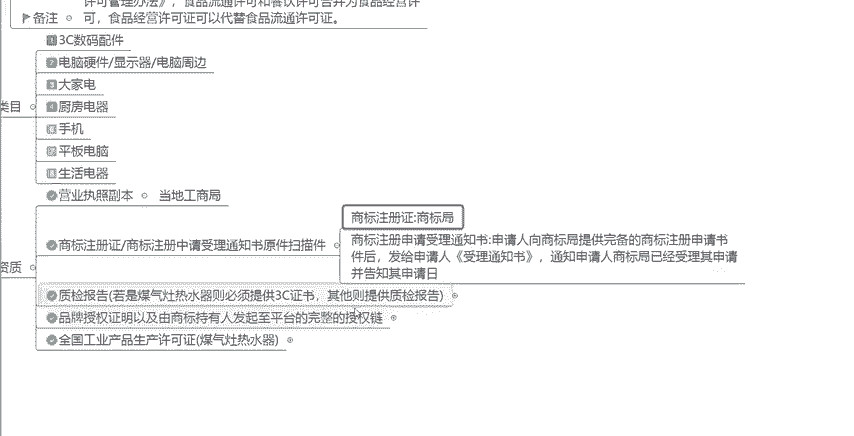 许可管理办法》，食品流通许可和餐饮许可合并为食品经营许
备注
可，食品经营许可证可以代替食品流通许可证。
3C数码配件
电脑硬件/显示器/电脑周边
大家电
类目
厨房电器
手机
平板电脑
生活电器
营业执照副本
当地工商局
商标注册证:商标局
商标注册申请受理通知书:申请人向商标局提供完备的商标注册申请书
商标注册证/商标注册申请受理通知书原件扫描件
件后，发给申请人《受理通知书》，通知申请人商标局已经受理其申请
并告知其申请日
资质
质检报告(若是煤气灶热水器则必须提供3C证书，其他则提供质检报告)
品牌授权证明以及由商标持有人发起至平台的完整的授权链
全国工业产品生产许可证(煤气灶热水器)